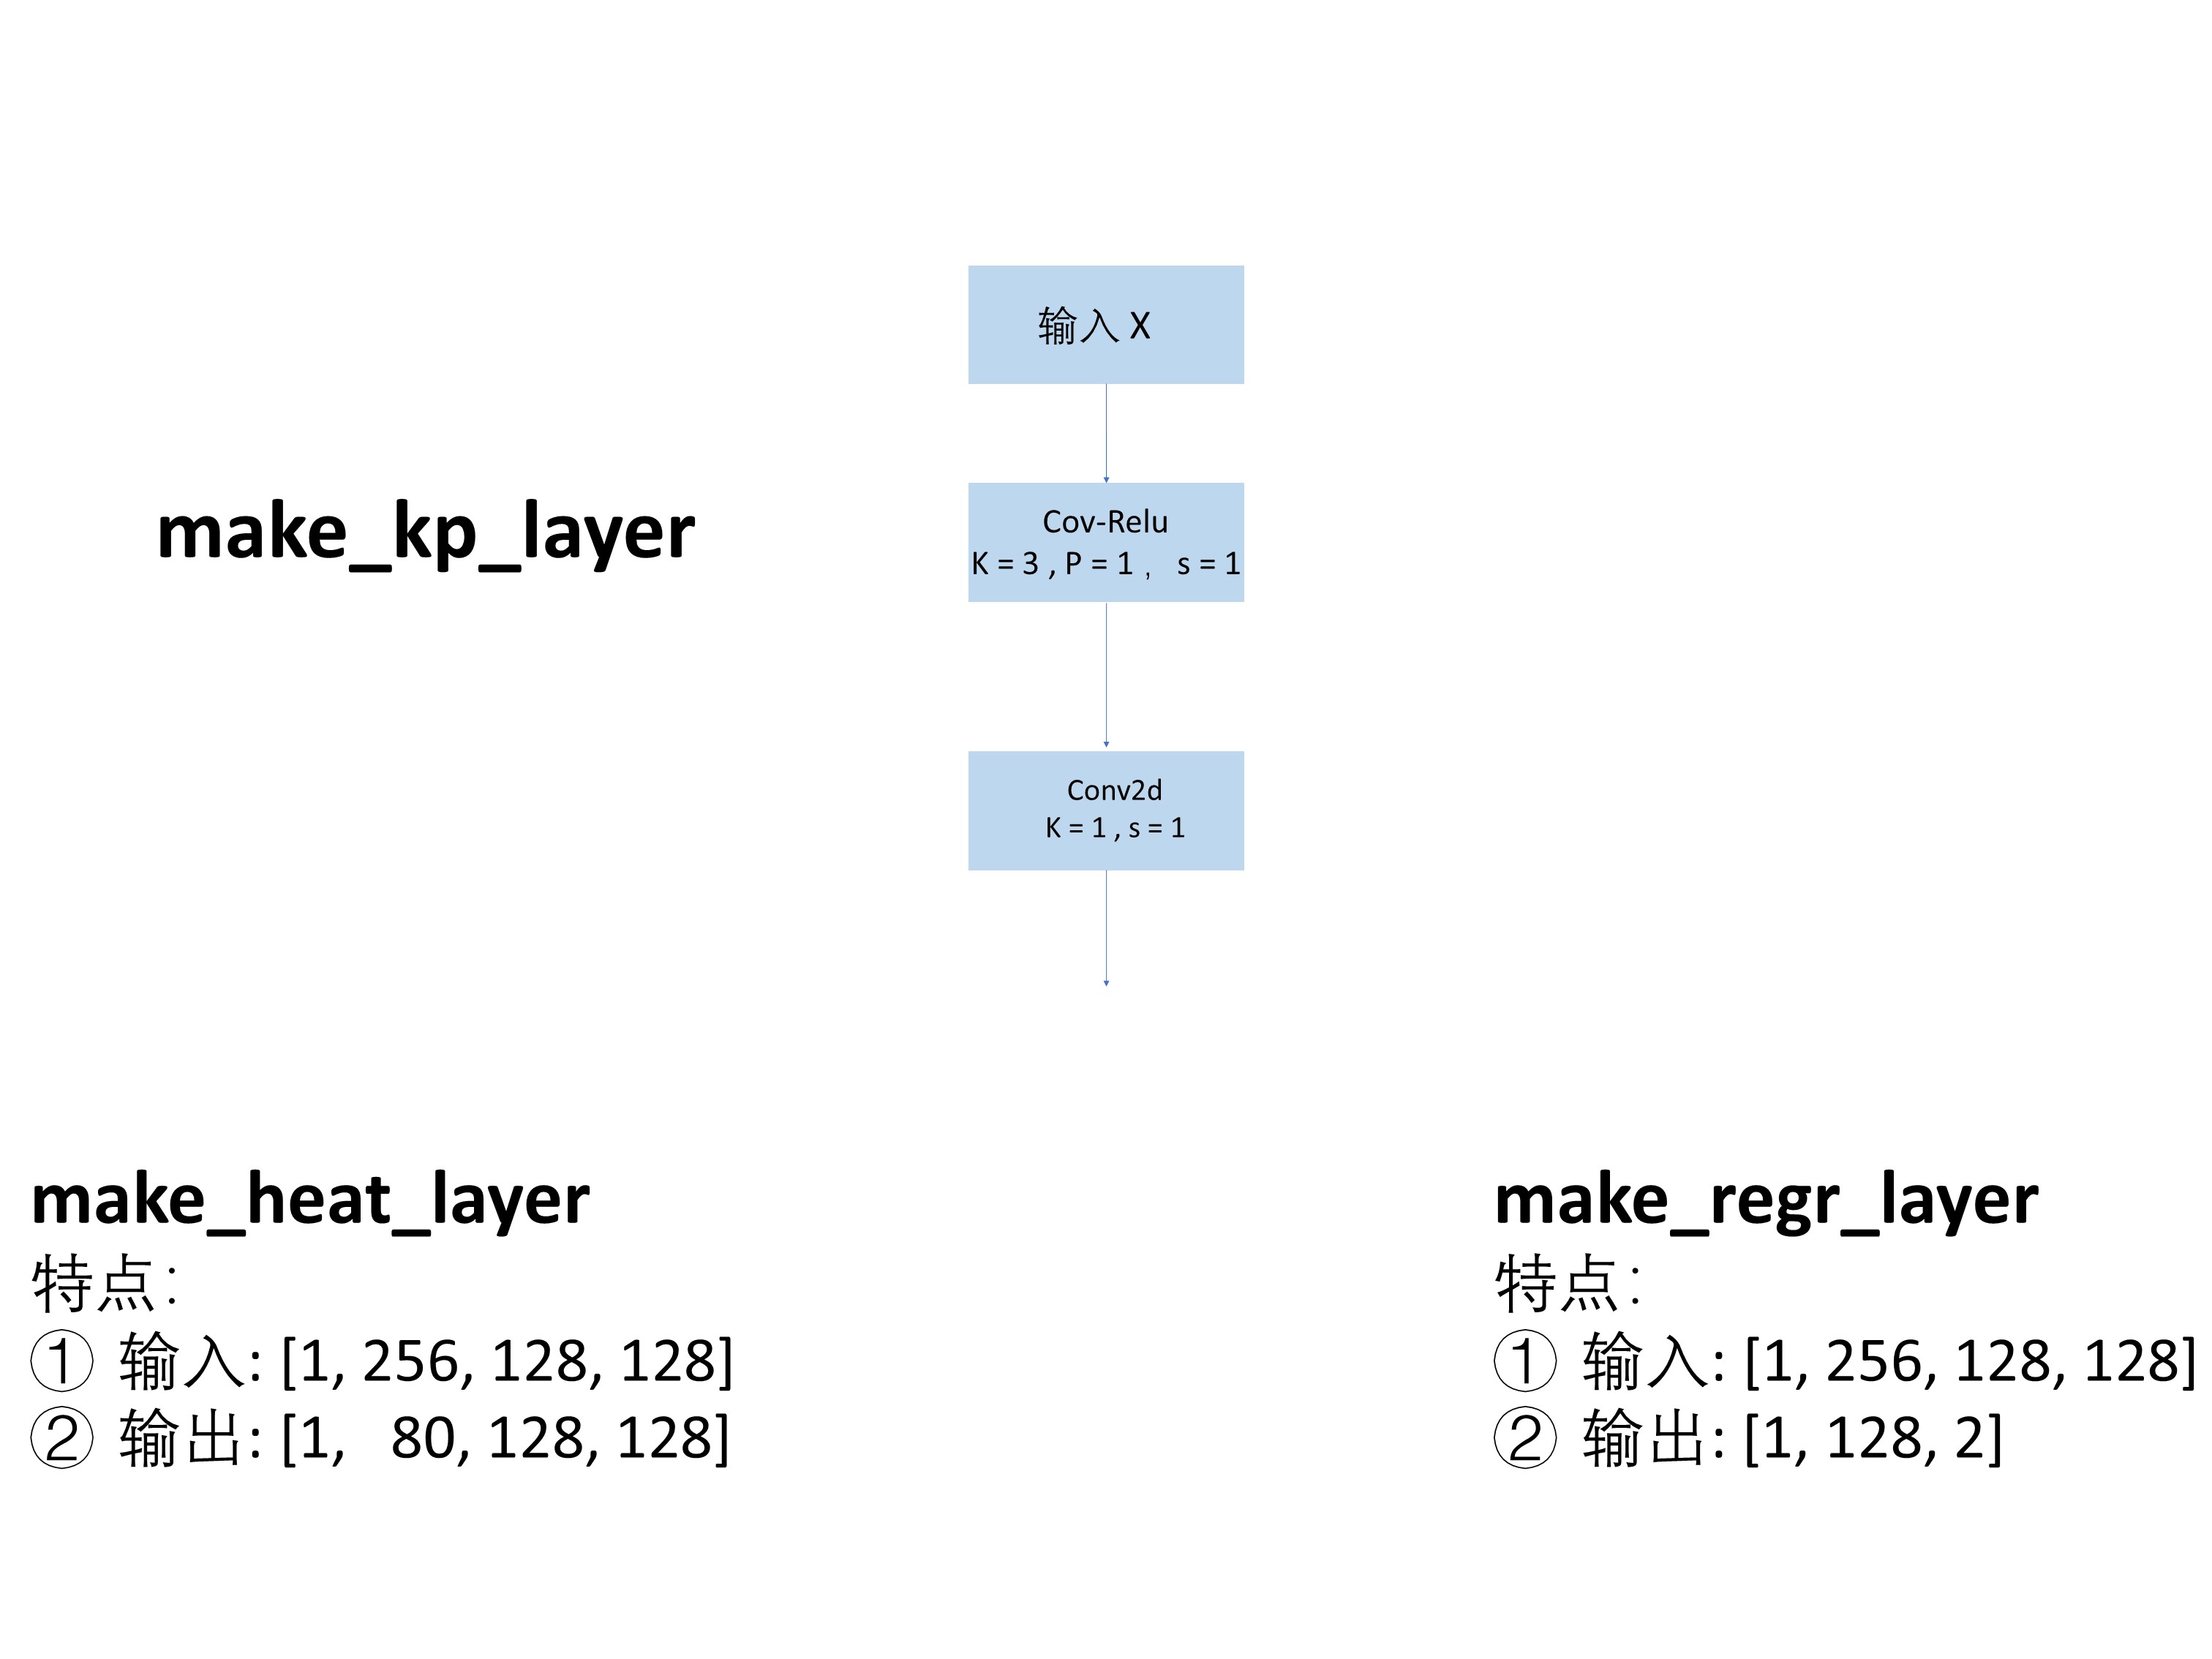 输入 X
make_kp_layer
Cov-Relu
K = 3 , P = 1 ， s = 1
Conv2d
K = 1 , s = 1
make_heat_layer
特点：
① 输入: [1, 256, 128, 128]
② 输出: [1, 80, 128, 128]
make_regr_layer
特点：
① 输入: [1, 256, 128, 128]
② 输出: [1, 128, 2]